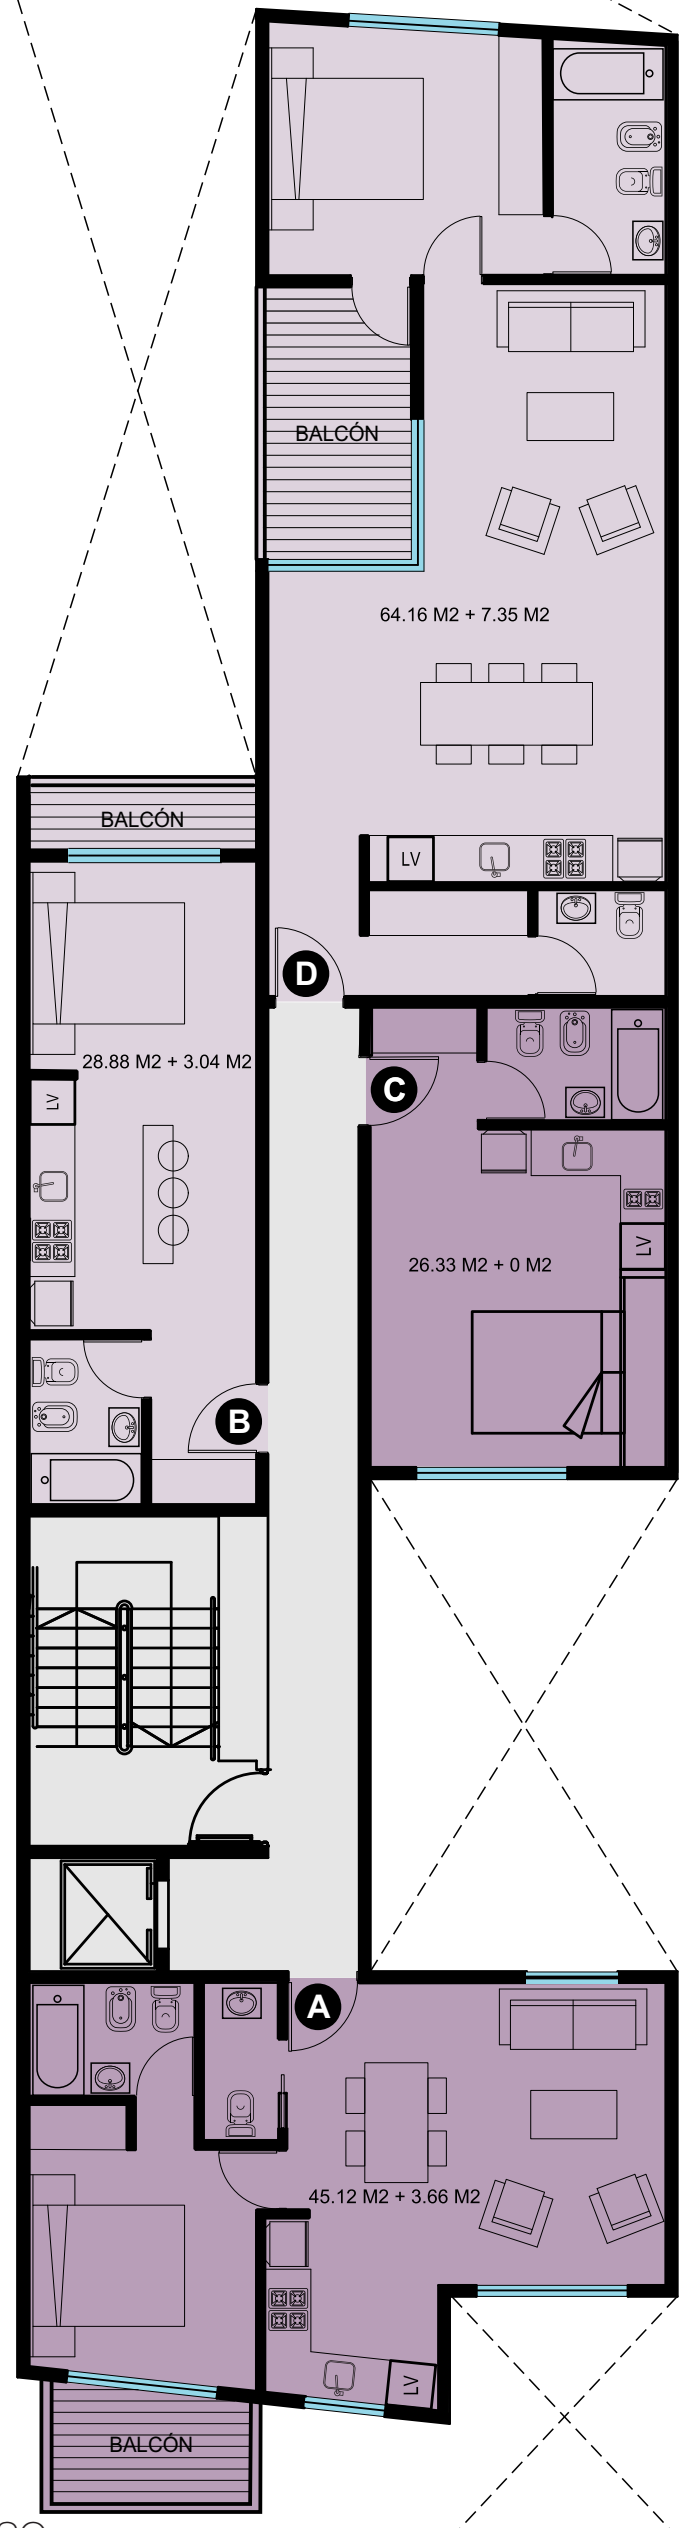 BALCÓN
64.16 M2 + 7.35 M2
BALCÓN
LV
D
28.88 M2 + 3.04 M2
C
LV
LV
26.33 M2 + 0 M2
B
A
45.12 M2 + 3.66 M2
LV
BALCÓN